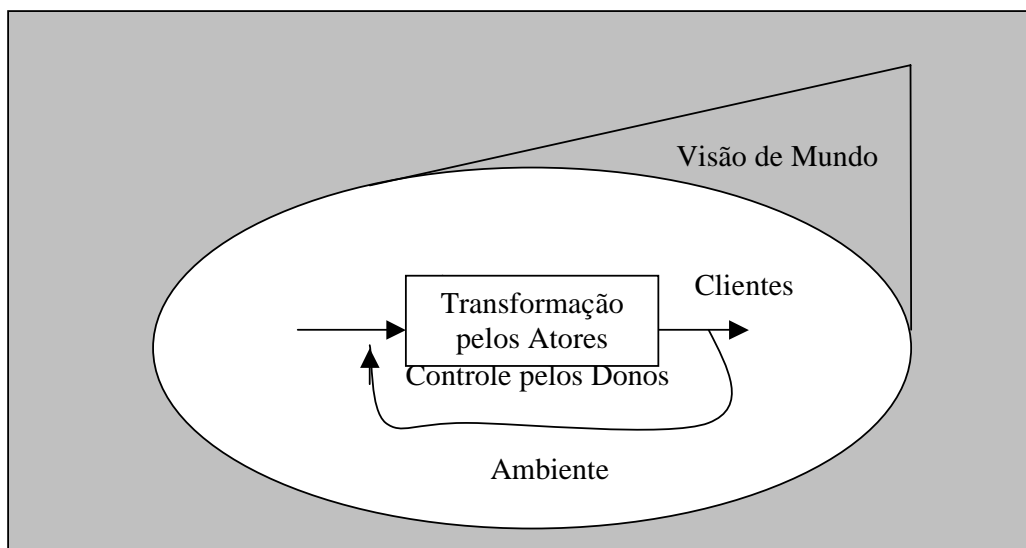 Visão de Mundo
Clientes
Transformação
pelos Atores
Controle pelos Donos
Ambiente